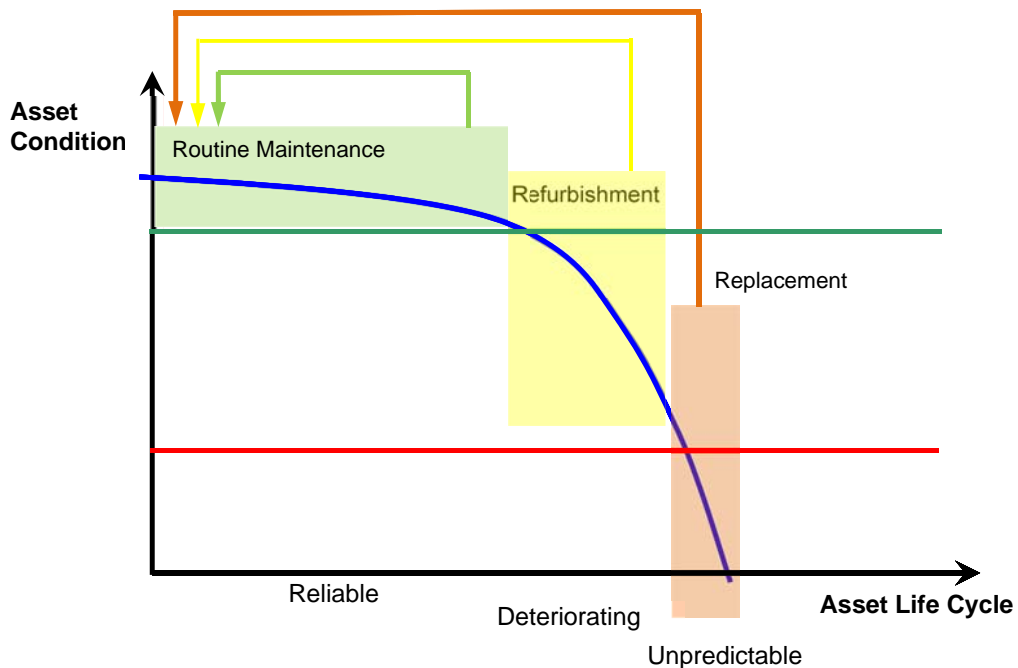 Asset
Condition
Routine Maintenance
Refurbishment
Replacement
Reliable
Deteriorating
Asset Life Cycle
Unpredictable